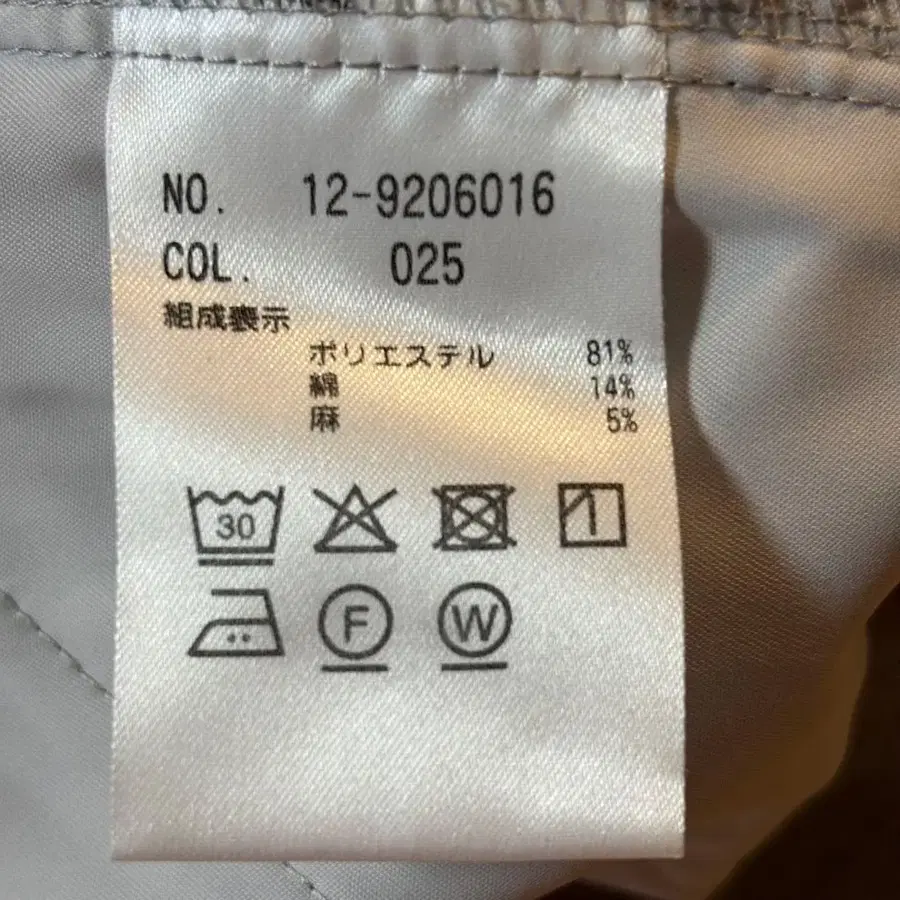 NO. 12-9206016
COL. 025
組成表示
ポリエステル 81%
綿 14%
麻 5%
30
F W